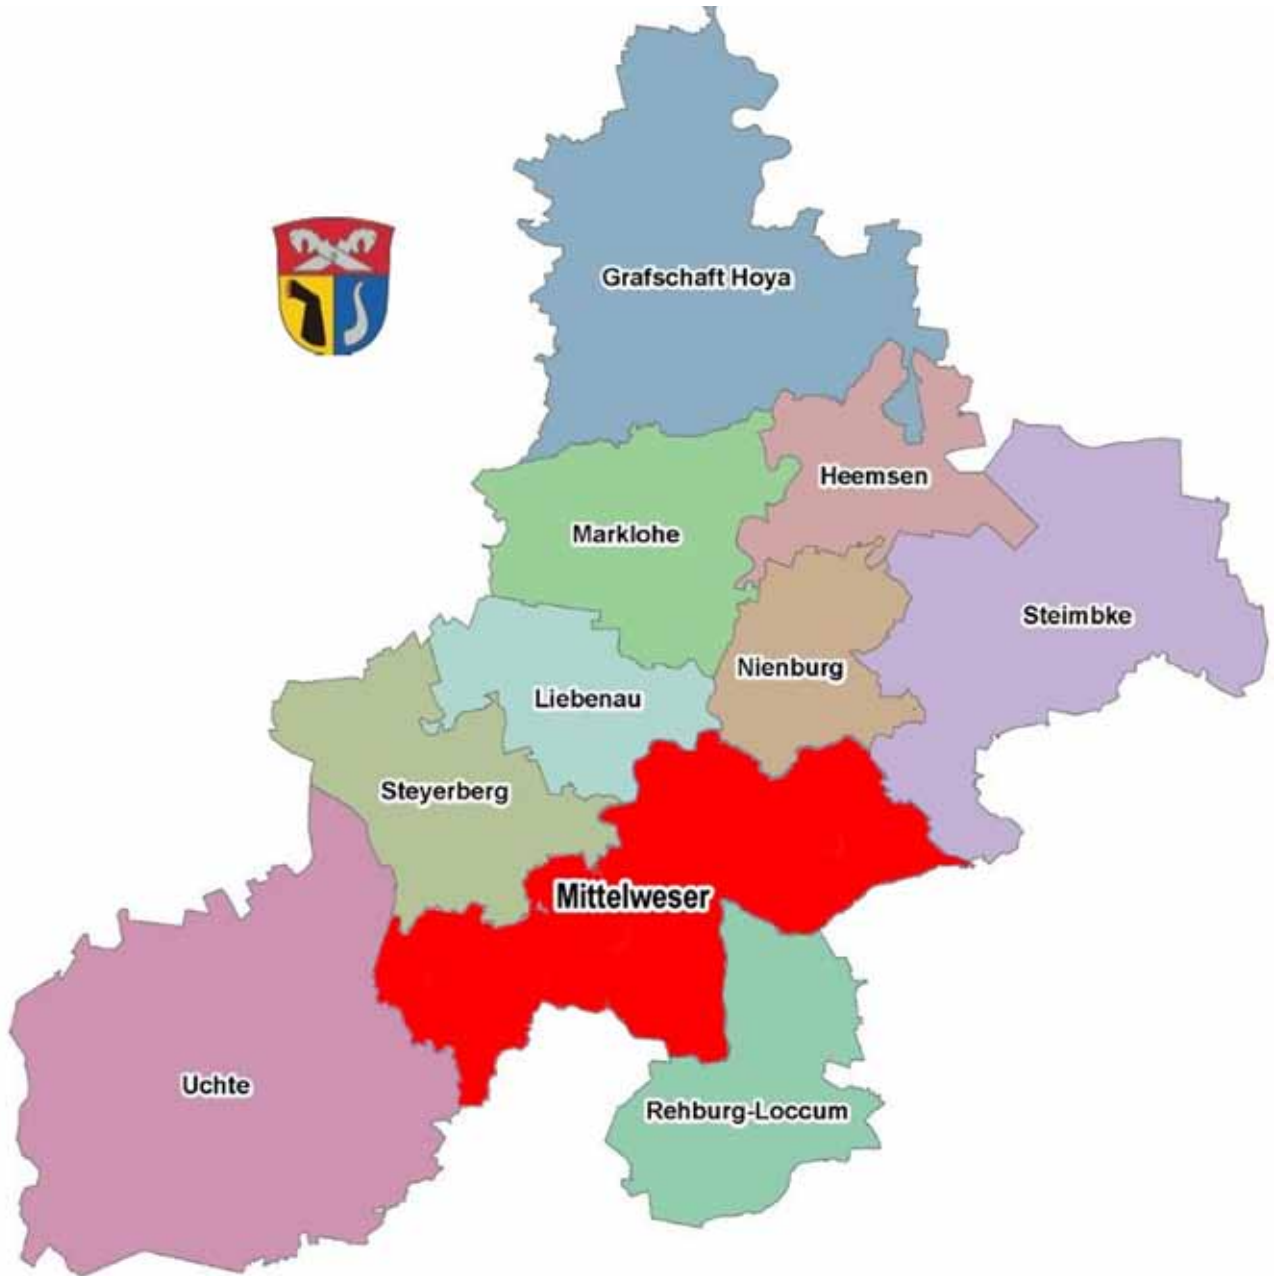 Grafschaft Hoya
Heemsen
Marklohe
Steimbke
Nienburg
Liebenau
Steyerberg
Mittelweser
Uchte
Rehburg-Loccum